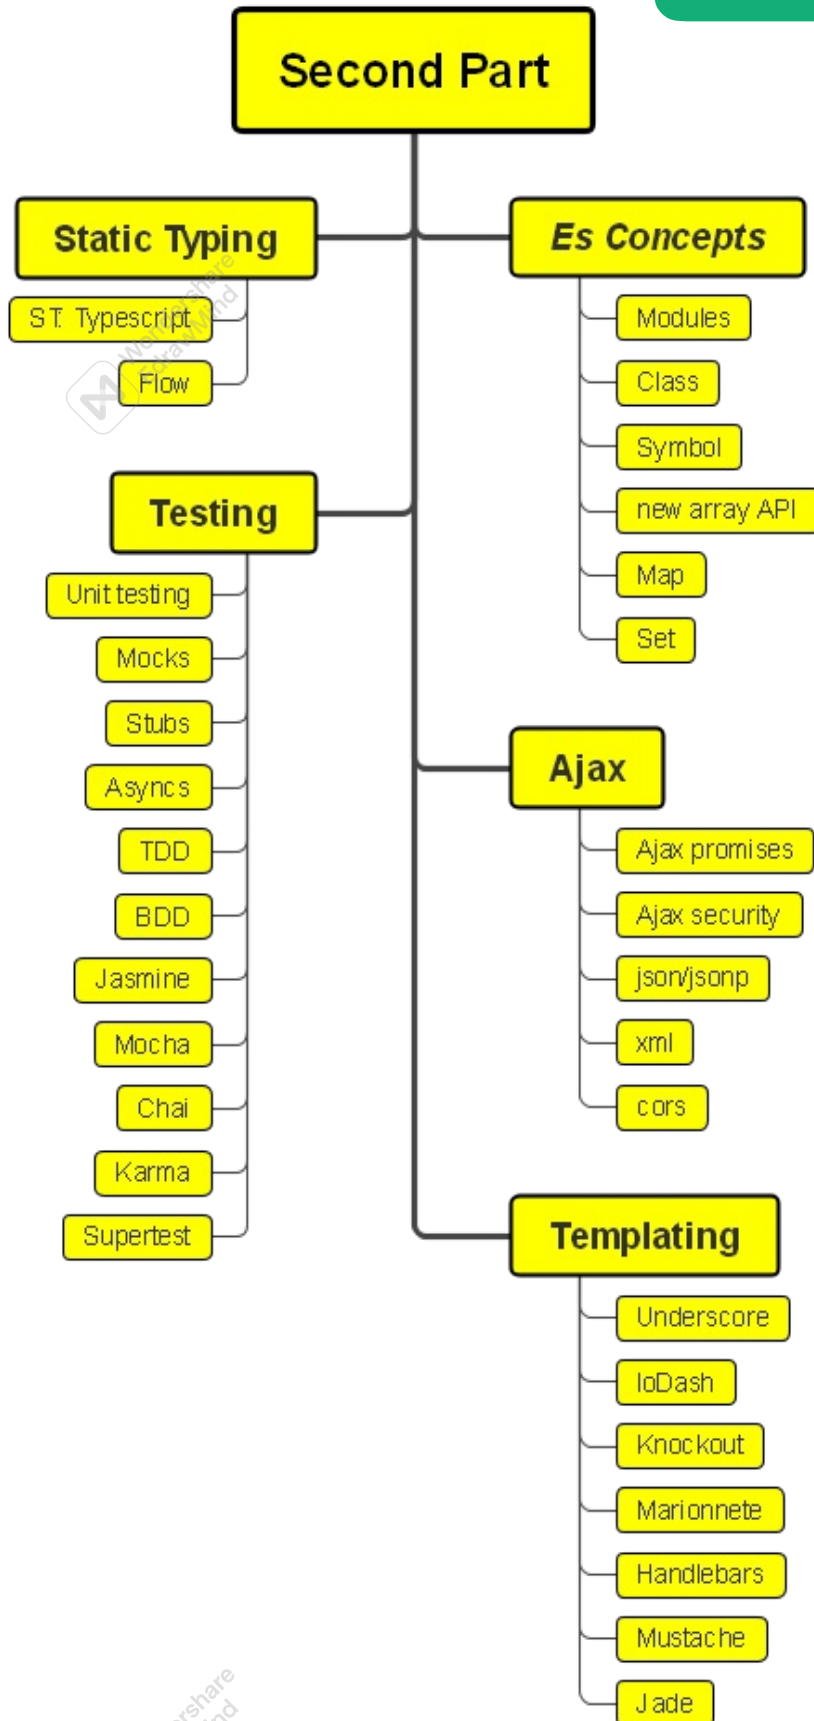 Second Part
Static Typing
ST. Typescript
Flow
Testing
Unit testing
Mocks
Stubs
Asyncs
TDD
BDD
Jasmine
Mocha
Chai
Karma
Supertest
Es Concepts
Modules
Class
Symbol
new array API
Map
Set
Ajax
Ajax promises
Ajax security
json/jsonp
xml
cors
Templating
Underscore
loDash
Knockout
Marionnete
Handlebars
Mustache
Jade
Wondershare
EdrawMind